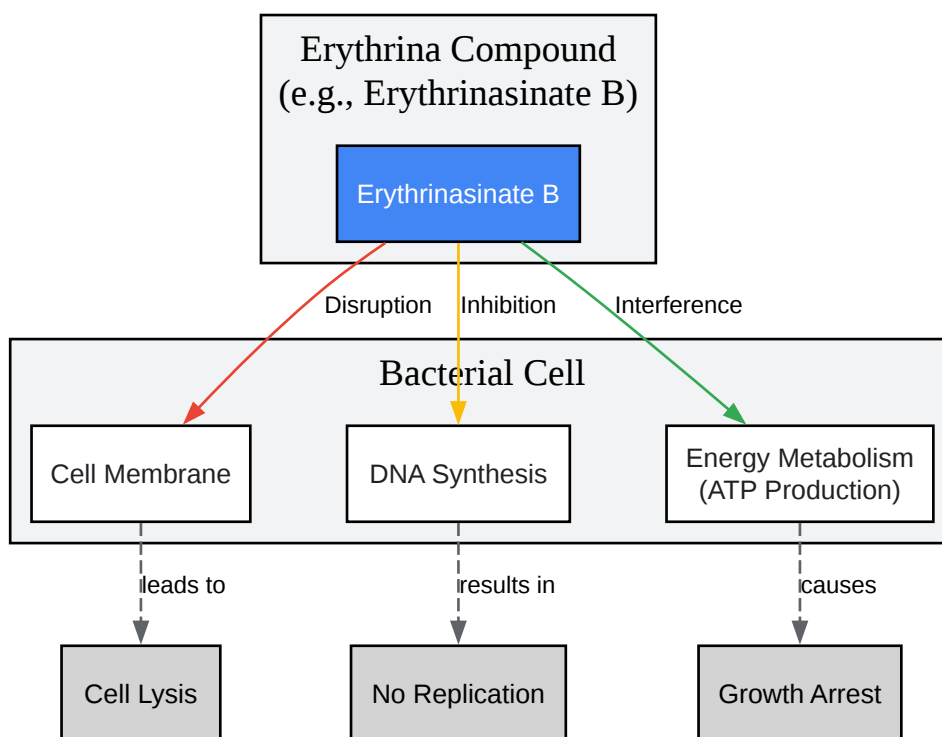 Erythrina Compound
(e.g., Erythrinasinate B)
Erythrinasinate B
Disruption
Inhibition
Interference
Bacterial Cell
Cell Membrane
DNA Synthesis
Energy Metabolism
(ATP Production)
leads to
results in
causes
Cell Lysis
No Replication
Growth Arrest